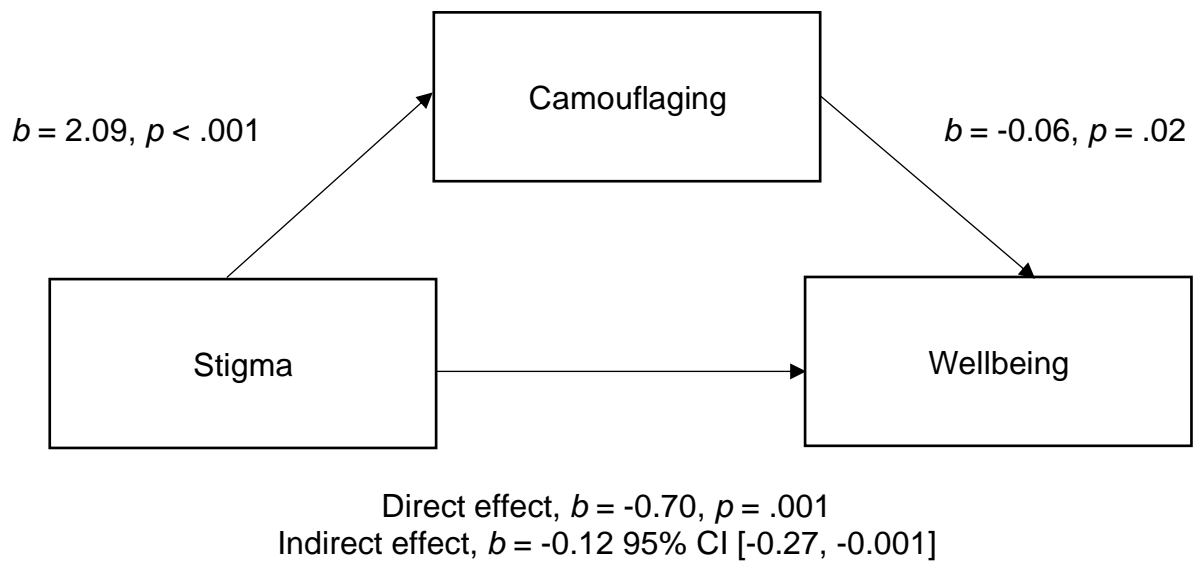 Camouflaging
b = 2.09, p < .001
b = -0.06, p = .02
Stigma
Wellbeing
Direct effect, b = -0.70, p = .001
Indirect effect, b = -0.12 95% CI [-0.27, -0.001]